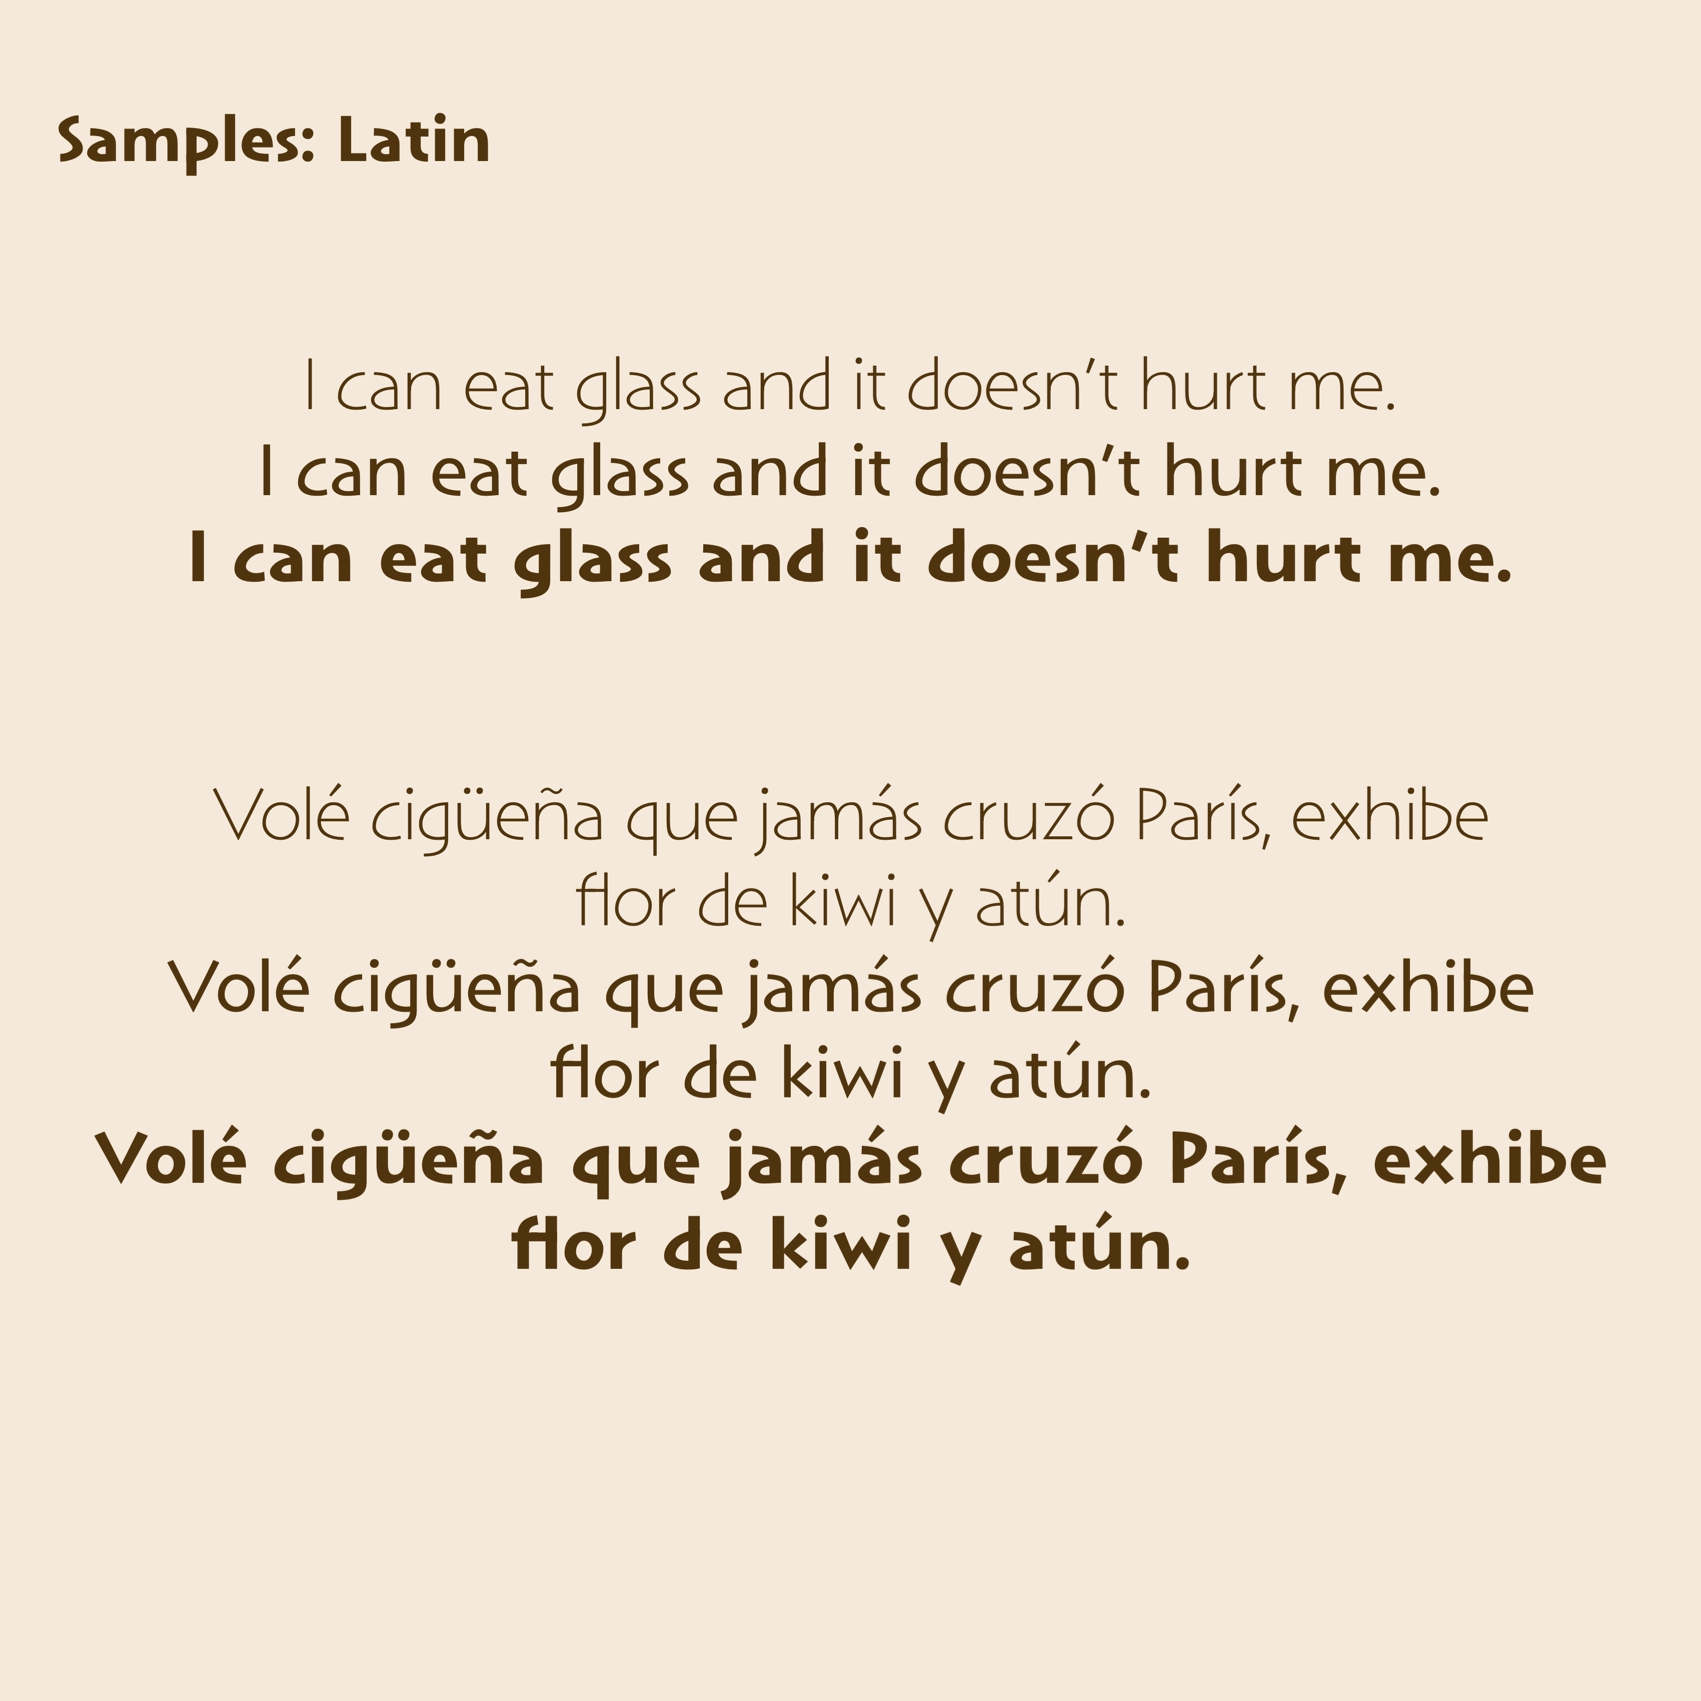 Samples: Latin
I can eat glass and it doesn’t hurt me.
I can eat glass and it doesn’t hurt me.
I can eat glass and it doesn’t hurt me.
Volé cigüeña que jamás cruzó París, exhibe
flor de kiwi y atún.
Volé cigüeña que jamás cruzó París, exhibe
flor de kiwi y atún.
Volé cigüeña que jamás cruzó París, exhibe
flor de kiwi y atún.